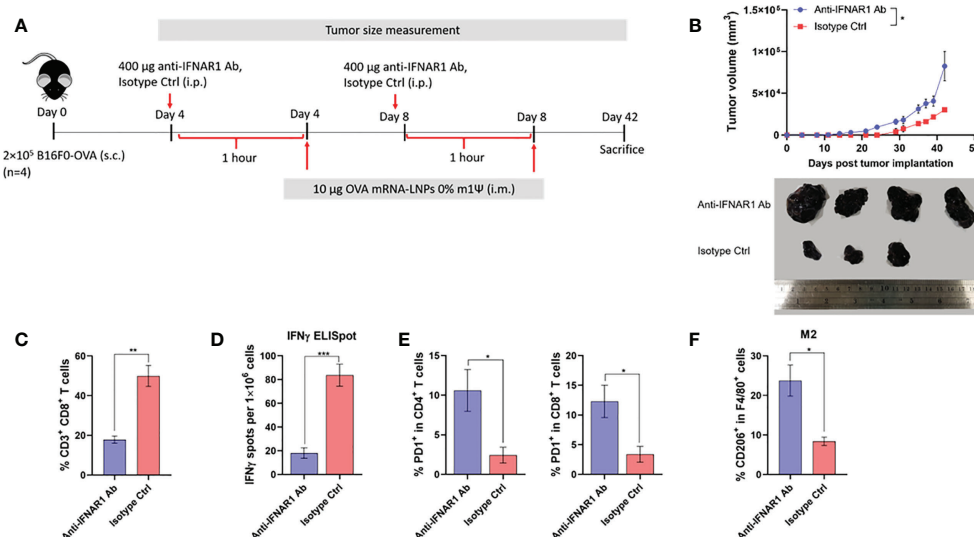 A
Tumor size measurement
400 µg anti-IFNAR1 Ab,
Isotype Ctrl (i.p.)
400 µg anti-IFNAR1 Ab,
Isotype Ctrl (i.p.)
Day 0
Day 4
Day 4
Day 8
Day 8
Day 42
2×10⁵ B16F0-OVA (s.c.)
(n=4)
1 hour
1 hour
Sacrifice
10 µg OVA mRNA-LNPs 0% m1Ψ (i.m.)
B
Anti-IFNAR1 Ab
Isotype Ctrl
*
Tumor volume (mm³)
1.5×10⁵
1×10⁵
5×10⁴
0
0 10 20 30 40
Days post tumor implantation
Anti-IFNAR1 Ab
Isotype Ctrl
C
% CD3⁺ CD8⁺ T cells
80
60
40
20
0
**
Anti-IFNAR1 Ab
Isotype Ctrl
D
IFNγ ELISpot
IFNγ spots per 1×10⁶ cells
100
80
60
40
20
0
***
Anti-IFNAR1 Ab
Isotype Ctrl
E
% PD1⁺ in CD4⁺ T cells
15
10
5
0
*
Anti-IFNAR1 Ab
Isotype Ctrl
% PD1⁺ in CD8⁺ T cells
20
15
10
5
0
*
Anti-IFNAR1 Ab
Isotype Ctrl
F
M2
% CD206⁺ in F4/80⁺ cells
30
20
10
0
*
Anti-IFNAR1 Ab
Isotype Ctrl